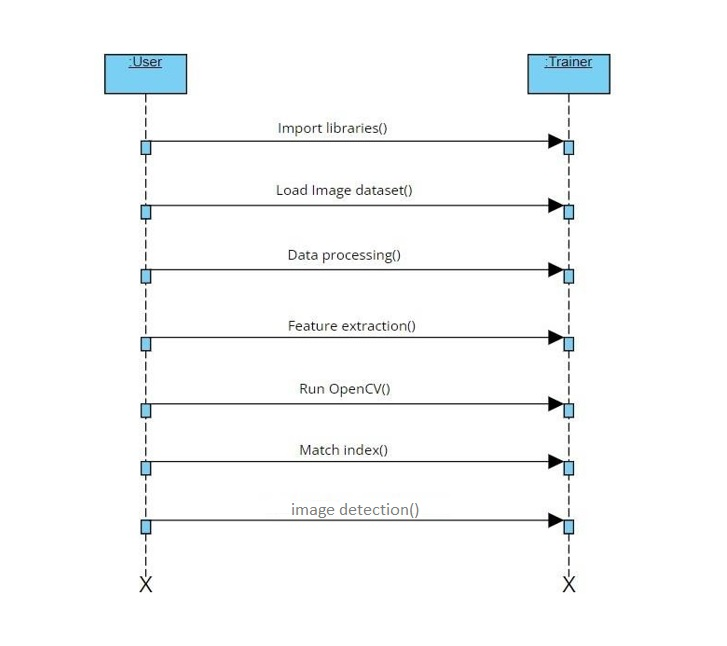 :User
:Trainer
Import libraries()
Load Image dataset()
Data processing()
Feature extraction()
Run OpenCV()
Match index()
image detection()
X
X